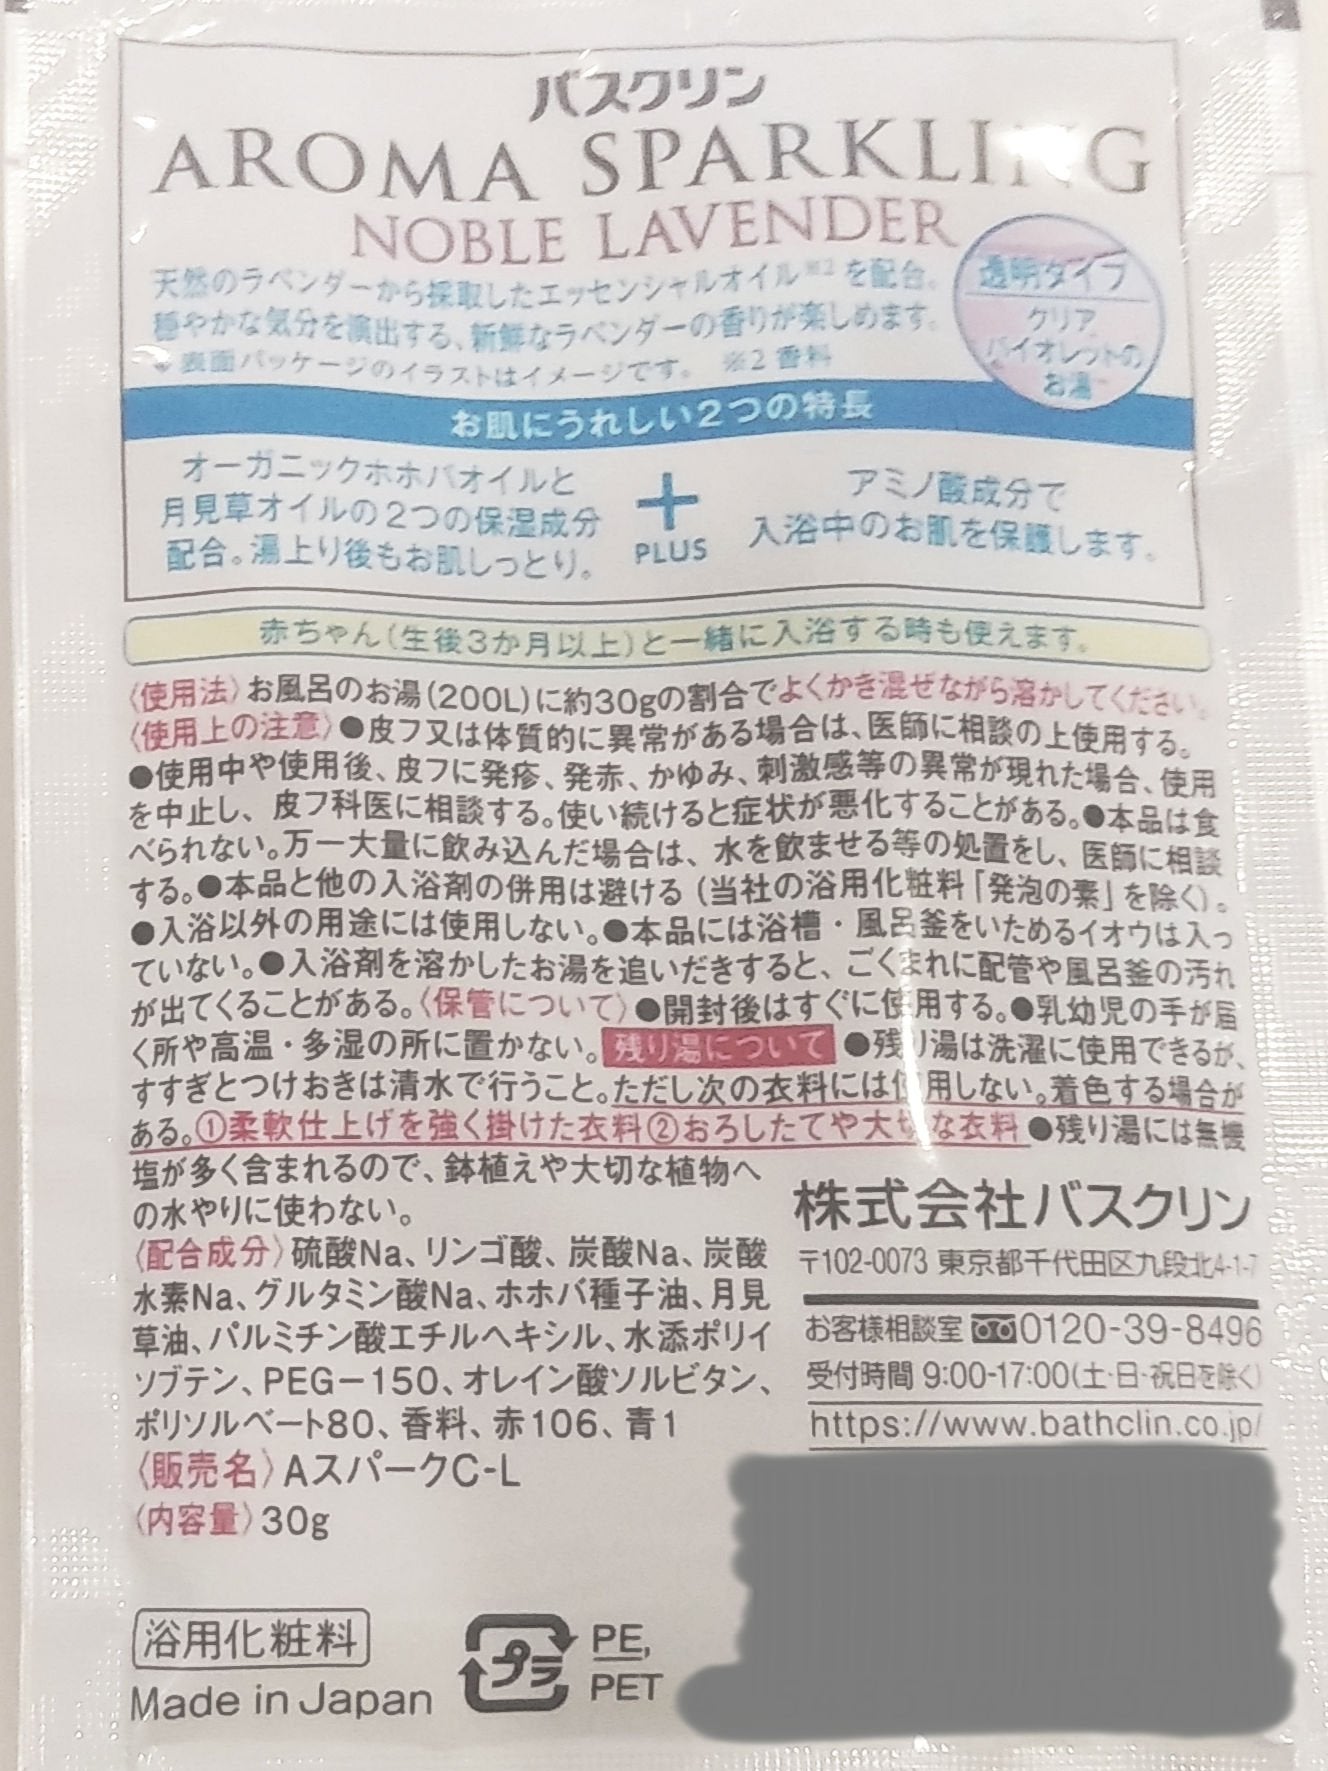 バスクリン
AROMA SPARKLING
NOBLE LAVENDER
天然のラベンダーから採取したエッセンシャルオイル※2を配合。
穏やかな気分を演出する、新鮮なラベンダーの香りが楽しめます。
表面パッケージのイラストはイメージです。 ※2 香料
透明タイプ
クリア
バイオレットの
お湯
お肌にうれしい2つの特長
オーガニックホホバオイルと
月見草オイルの2つの保湿成分
配合。湯上り後もお肌しっとり。
+
PLUS
アミノ酸成分で
入浴中のお肌を保護します。
赤ちゃん(生後3か月以上)と一緒に入浴する時も使えます。
〈使用法〉お風呂のお湯(200L)に約30gの割合でよくかき混ぜながら溶かしてください。
〈使用上の注意〉●皮フ又は体質的に異常がある場合は、医師に相談の上使用する。
●使用中や使用後、皮フに発疹、発赤、かゆみ、刺激感等の異常が現れた場合、使用
を中止し、皮フ科医に相談する。使い続けると症状が悪化することがある。●本品は食
べられない。万一大量に飲み込んだ場合は、水を飲ませる等の処置をし、医師に相談
する。●本品と他の入浴剤の併用は避ける(当社の浴用化粧料「発泡の素」を除く)。
●入浴以外の用途には使用しない。●本品には浴槽・風呂釜をいためるイオウは入っ
ていない。●入浴剤を溶かしたお湯を追いだきすると、ごくまれに配管や風呂釜の汚れ
が出てくることがある。〈保管について〉●開封後はすぐに使用する。●乳幼児の手が届
く所や高温・多湿の所に置かない。残り湯について ●残り湯は洗濯に使用できるが、
すすぎとつけおきは清水で行うこと。ただし次の衣料には使用しない。着色する場合が
ある。①柔軟仕上げを強く掛けた衣料②おろしたてや大切な衣料 ●残り湯には無機
塩が多く含まれるので、鉢植えや大切な植物へ
の水やりに使わない。
〈配合成分〉硫酸Na、リンゴ酸、炭酸Na、炭酸
水素Na、グルタミン酸Na、ホホバ種子油、月見
草油、パルミチン酸エチルヘキシル、水添ポリイ
ソブテン、PEG－150、オレイン酸ソルビタン、
ポリソルベート80、香料、赤106、青1
〈販売名〉AスパークC-L
〈内容量〉30g
株式会社バスクリン
〒102-0073 東京都千代田区九段北4-1-7
お客様相談室 0120-39-8496
受付時間 9:00-17:00(土・日・祝日を除く)
https://www.bathclin.co.jp/
浴用化粧料
Made in Japan
プラ
PE,
PET